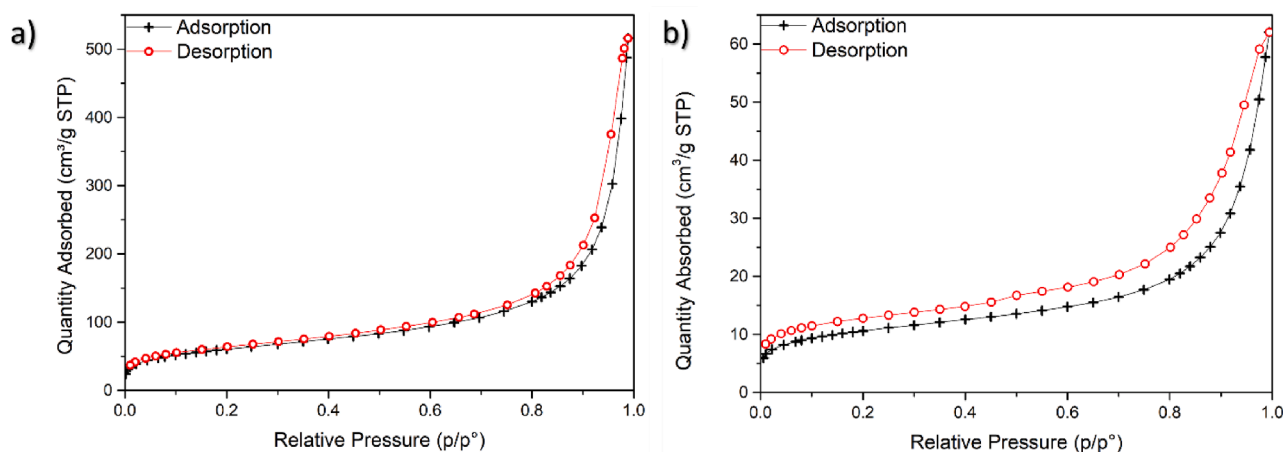 a)
Adsorption
Desorption
500
400
300
200
100
0
0.0 0.2 0.4 0.6 0.8 1.0
Quantity Adsorbed (cm³/g STP)
Relative Pressure (p/p°)
b)
Adsorption
Desorption
60
50
40
30
20
10
0
0.0 0.2 0.4 0.6 0.8 1.0
Quantity Absorbed (cm³/g STP)
Relative Pressure (p/p°)